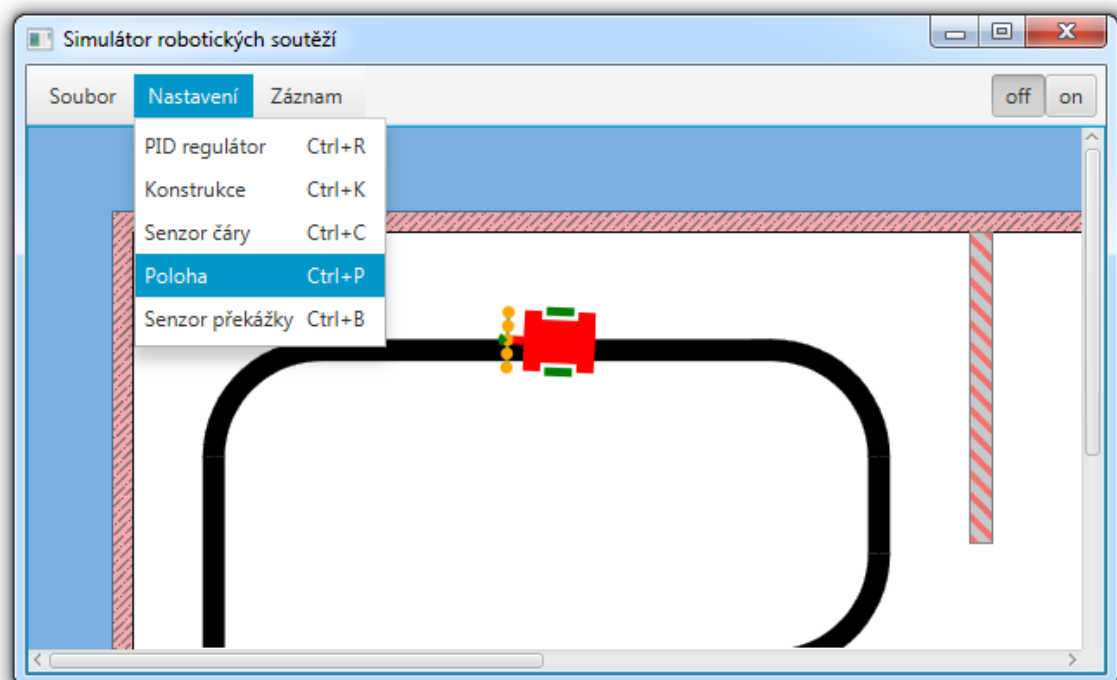 Simulátor robotických soutěží
Soubor Nastavení Záznam off on
PID regulátor Ctrl+R
Konstrukce Ctrl+K
Senzor čáry Ctrl+C
Poloha Ctrl+P
Senzor překážky Ctrl+B